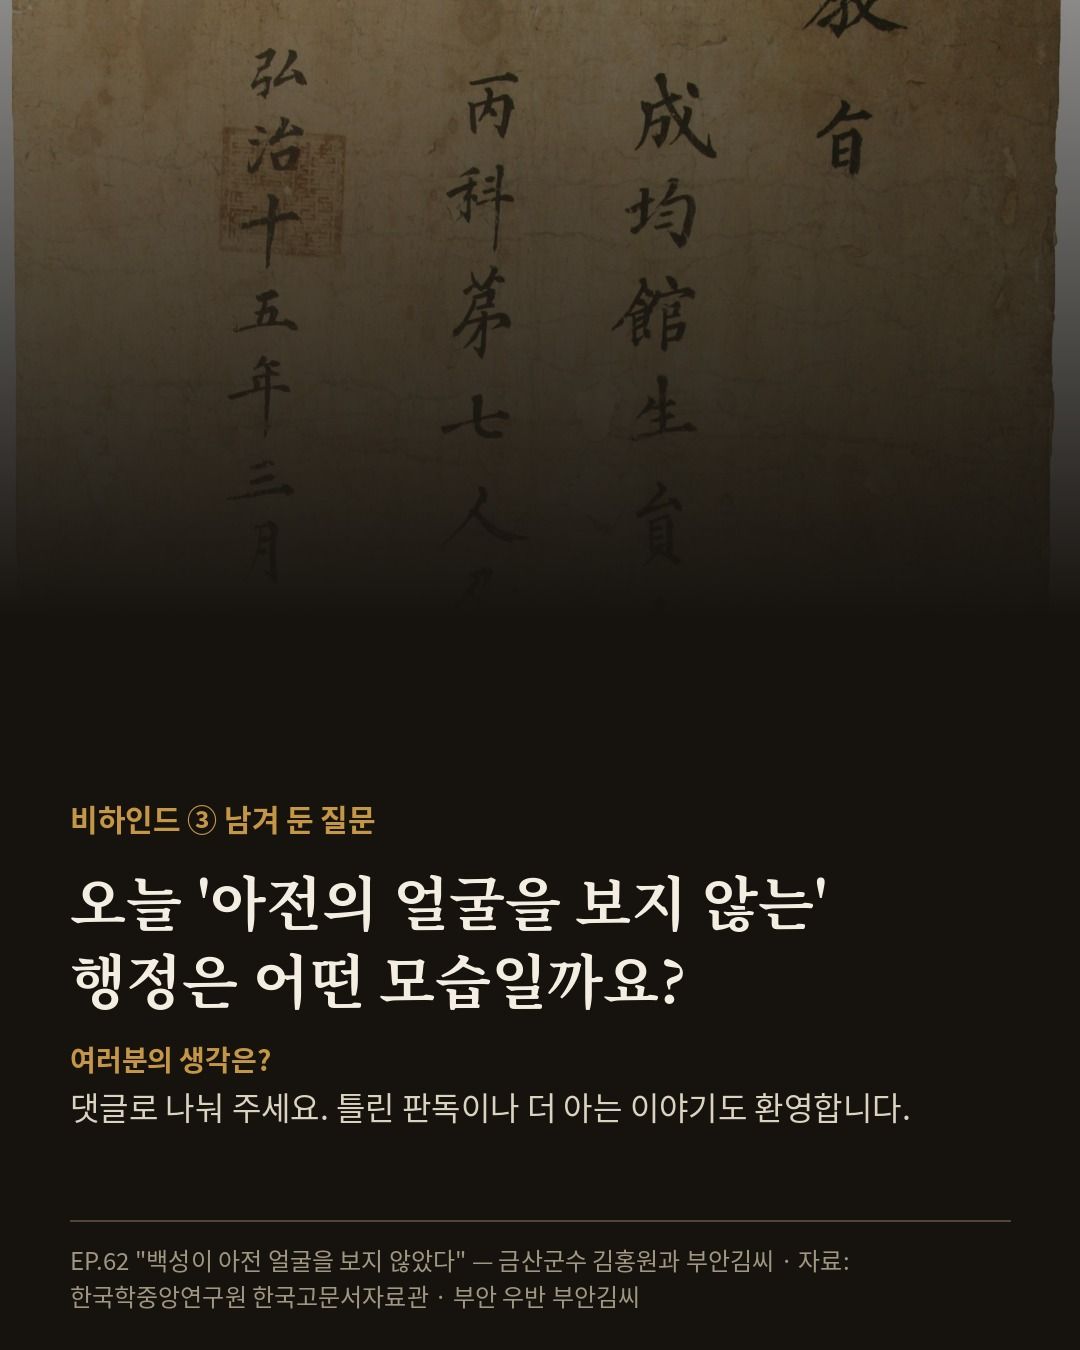 敎旨
成均館生員
丙科苐七人
弘治十五年三月
비하인드 ③ 남겨 둔 질문
오늘 '아전의 얼굴을 보지 않는'
행정은 어떤 모습일까요?
여러분의 생각은?
댓글로 나눠 주세요. 틀린 판독이나 더 아는 이야기도 환영합니다.
EP.62 "백성이 아전 얼굴을 보지 않았다" — 금산군수 김홍원과 부안김씨 · 자료:
한국학중앙연구원 한국고문서자료관 · 부안 우반 부안김씨